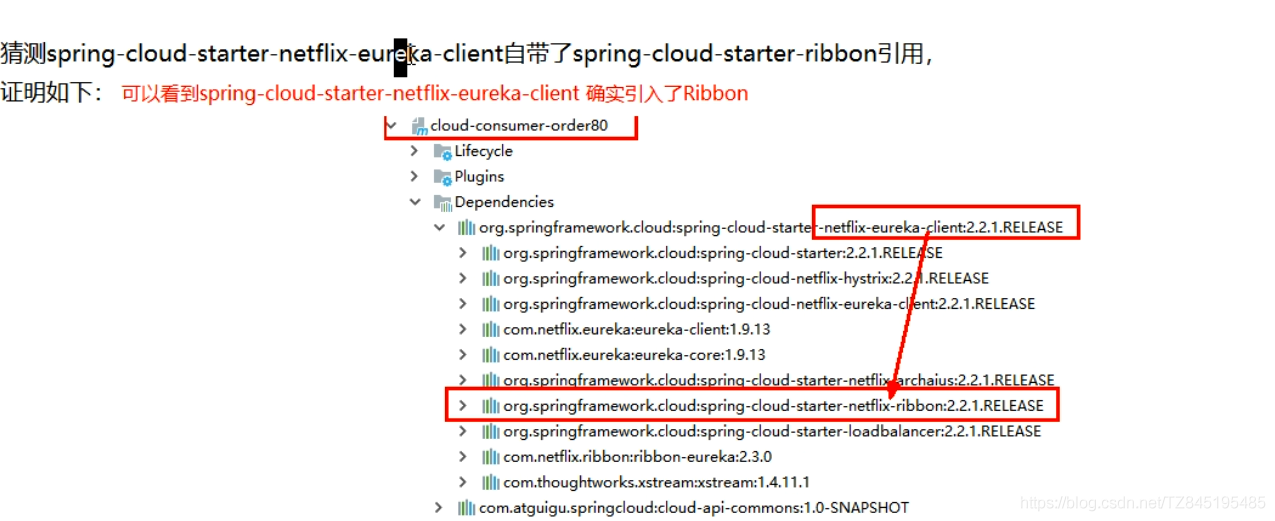 猜测spring-cloud-starter-netflix-eureka-client自带了spring-cloud-starter-ribbon引用，
证明如下： 可以看到spring-cloud-starter-netflix-eureka-client 确实引入了Ribbon
cloud-consumer-order80
Lifecycle
Plugins
Dependencies
org.springframework.cloud:spring-cloud-starter-netflix-eureka-client:2.2.1.RELEASE
org.springframework.cloud:spring-cloud-starter:2.2.1.RELEASE
org.springframework.cloud:spring-cloud-netflix-hystrix:2.2.1.RELEASE
org.springframework.cloud:spring-cloud-netflix-eureka-client:2.2.1.RELEASE
com.netflix.eureka:eureka-client:1.9.13
com.netflix.eureka:eureka-core:1.9.13
org.springframework.cloud:spring-cloud-starter-netflix-archaius:2.2.1.RELEASE
org.springframework.cloud:spring-cloud-starter-netflix-ribbon:2.2.1.RELEASE
org.springframework.cloud:spring-cloud-starter-loadbalancer:2.2.1.RELEASE
com.netflix.ribbon:ribbon-eureka:2.3.0
com.thoughtworks.xstream:xstream:1.4.11.1
com.atguigu.springcloud:cloud-api-commons:1.0-SNAPSHOT
https://blog.csdn.net/TZ845195485